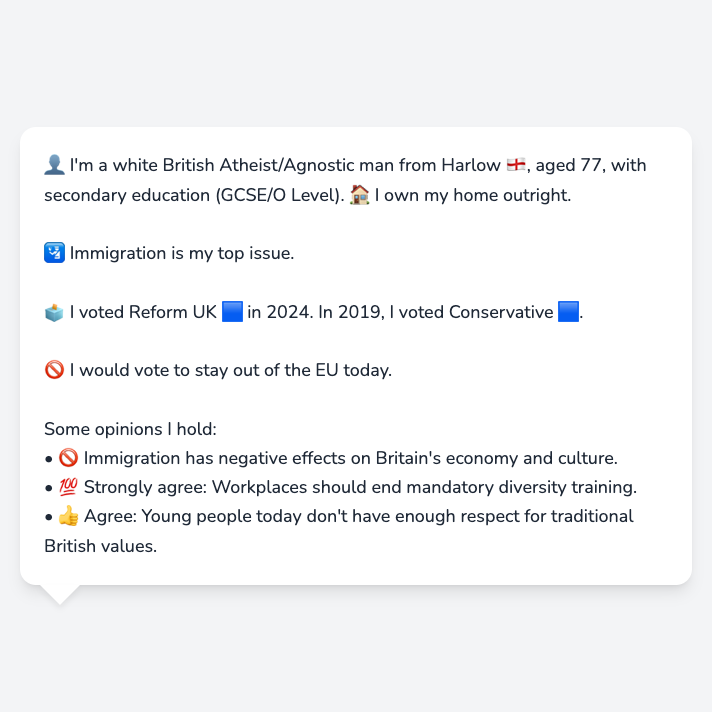 👤 I'm a white British Atheist/Agnostic man from Harlow 🏴󠁧󠁢󠁥󠁮󠁧󠁿, aged 77, with
secondary education (GCSE/O Level). 🏠 I own my home outright.
🛂 Immigration is my top issue.
🗳️ I voted Reform UK 🟦 in 2024. In 2019, I voted Conservative 🟦.
🚫 I would vote to stay out of the EU today.
Some opinions I hold:
• 🚫 Immigration has negative effects on Britain's economy and culture.
• 💯 Strongly agree: Workplaces should end mandatory diversity training.
• 👍 Agree: Young people today don't have enough respect for traditional
British values.